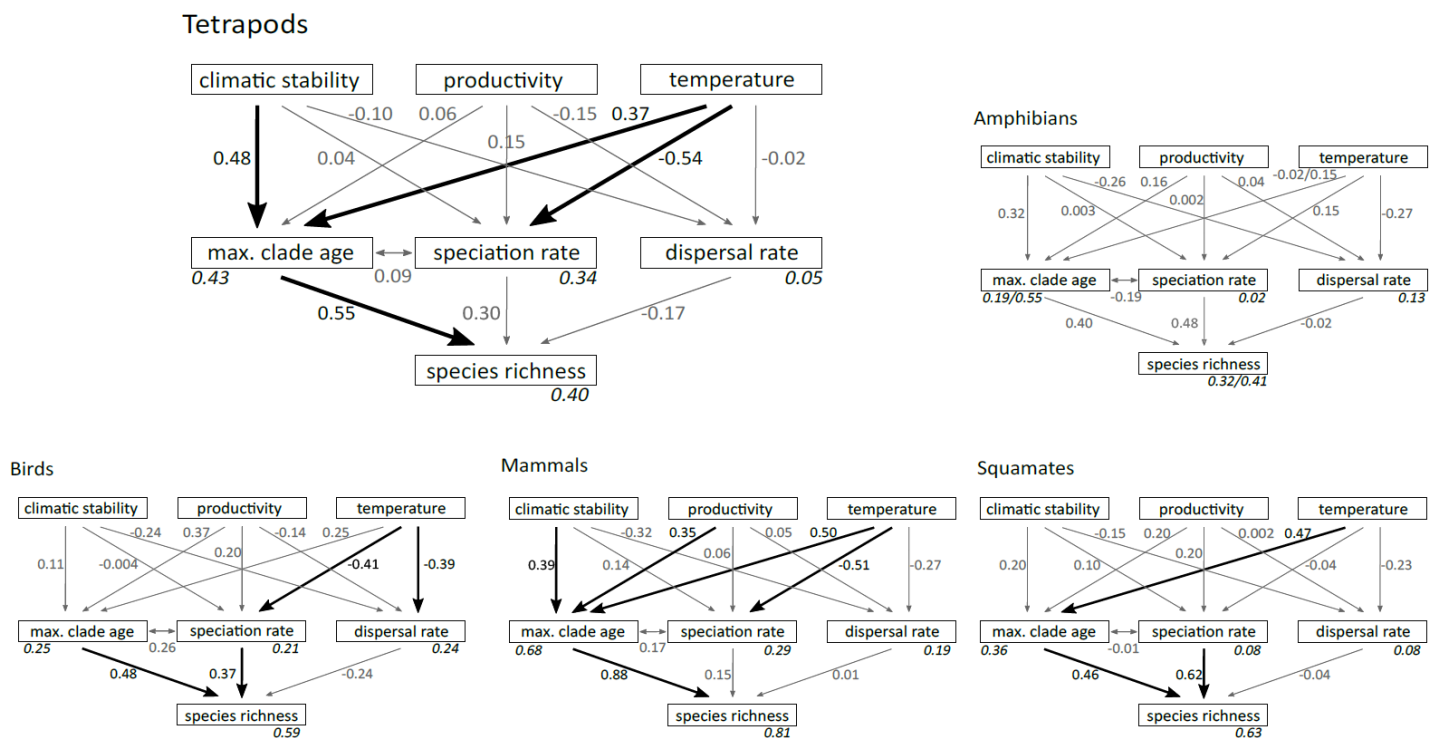 Tetrapods
climatic stability productivity temperature
-0.10 0.06 -0.15 0.37
0.15
0.48 0.04 -0.54 -0.02
max. clade age speciation rate dispersal rate
0.43 0.09 0.34 0.05
0.55 0.30 -0.17
species richness
0.40
Amphibians
climatic stability productivity temperature
-0.26 0.16 0.04 -0.02/0.15
0.002
0.32 0.003 0.15 -0.27
max. clade age speciation rate dispersal rate
0.19/0.55 -0.19 0.02 0.13
0.40 0.48 -0.02
species richness
0.32/0.41
Birds
climatic stability productivity temperature
-0.24 0.37 -0.14 0.25
0.20
0.11 -0.004 -0.41 -0.39
max. clade age speciation rate dispersal rate
0.25 0.26 0.21 0.24
0.48 0.37 -0.24
species richness
0.59
Mammals
climatic stability productivity temperature
-0.32 0.35 0.05 0.50
0.06
0.39 0.14 -0.51 -0.27
max. clade age speciation rate dispersal rate
0.68 0.17 0.29 0.19
0.88 0.15 0.01
species richness
0.81
Squamates
climatic stability productivity temperature
-0.15 0.20 0.002 0.47
0.20
0.20 0.10 -0.04 -0.23
max. clade age speciation rate dispersal rate
0.36 -0.01 0.08 0.08
0.46 0.62 -0.04
species richness
0.63